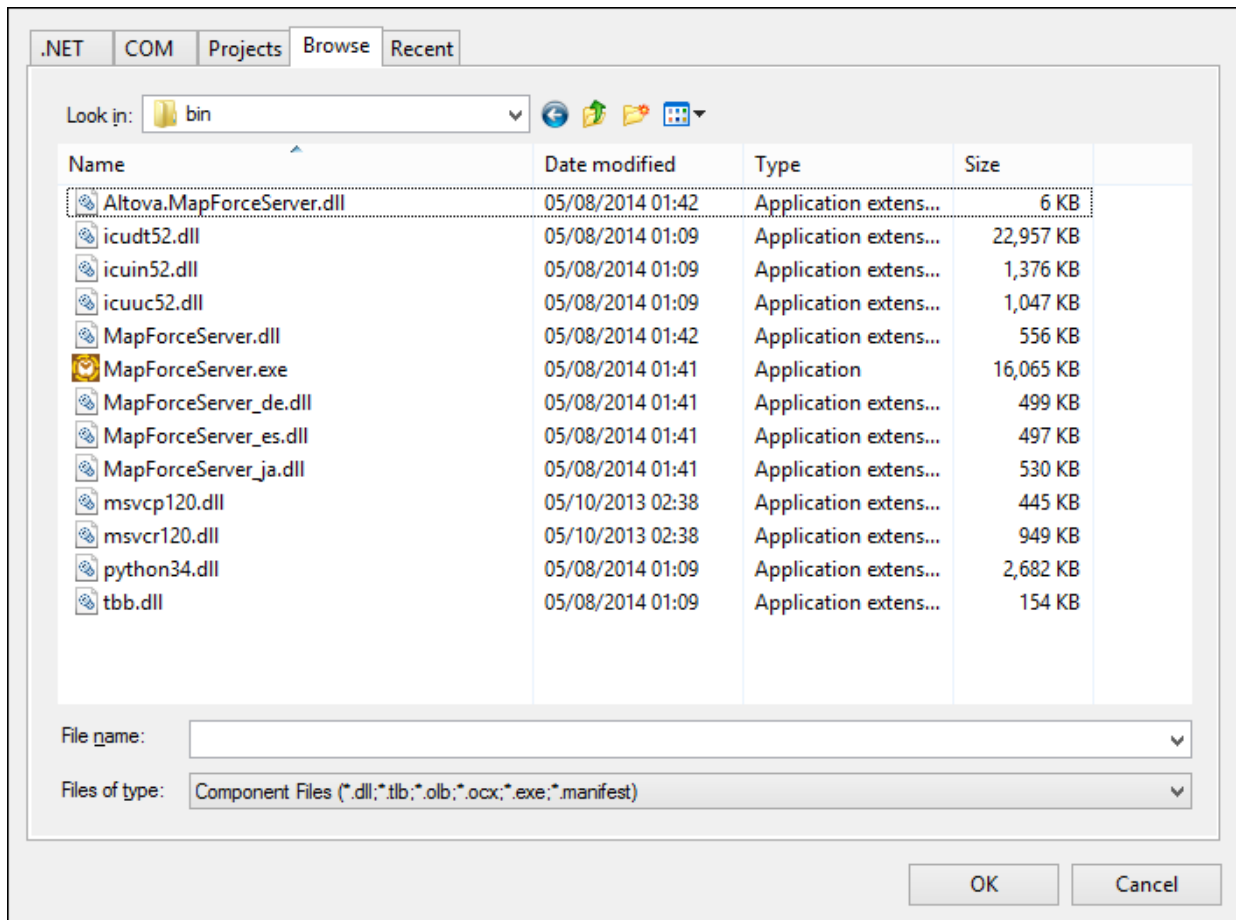 .NET COM Projects Browse Recent
Look in: bin
Name Date modified Type Size
Altova.MapForceServer.dll 05/08/2014 01:42 Application extens... 6 KB
icudt52.dll 05/08/2014 01:09 Application extens... 22,957 KB
icuin52.dll 05/08/2014 01:09 Application extens... 1,376 KB
icuuc52.dll 05/08/2014 01:09 Application extens... 1,047 KB
MapForceServer.dll 05/08/2014 01:42 Application extens... 556 KB
MapForceServer.exe 05/08/2014 01:41 Application 16,065 KB
MapForceServer_de.dll 05/08/2014 01:41 Application extens... 499 KB
MapForceServer_es.dll 05/08/2014 01:41 Application extens... 497 KB
MapForceServer_ja.dll 05/08/2014 01:41 Application extens... 530 KB
msvcp120.dll 05/10/2013 02:38 Application extens... 445 KB
msvcr120.dll 05/10/2013 02:38 Application extens... 949 KB
python34.dll 05/08/2014 01:09 Application extens... 2,682 KB
tbb.dll 05/08/2014 01:09 Application extens... 154 KB
File name:
Files of type: Component Files (*.dll;*.tlb;*.olb;*.ocx;*.exe;*.manifest)
OK Cancel